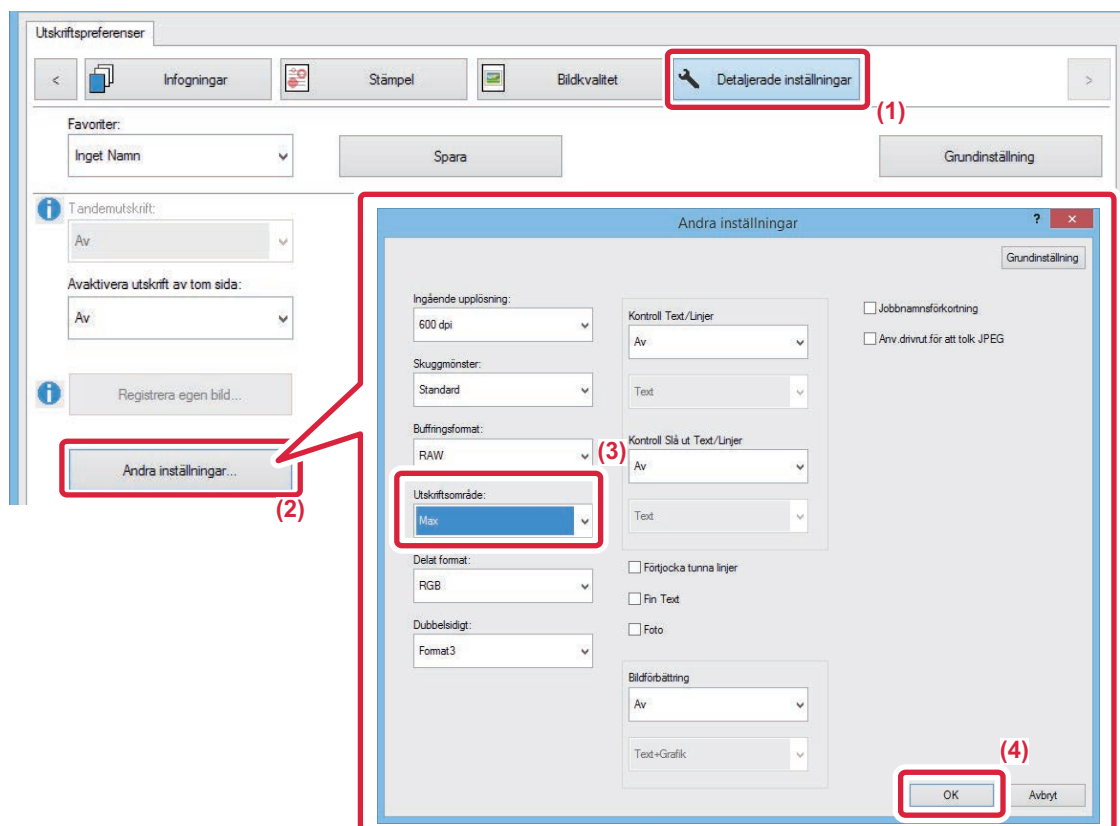 Utskriftspreferenser
<
Infogningar
Stämpel
Bildkvalitet
Detaljerade inställningar
>
(1)
Favoriter:
Inget Namn
Spara
Grundinställning
Tandemutskrift:
Av
Avaktivera utskrift av tom sida:
Av
Registrera egen bild...
Andra inställningar...
(2)
Andra inställningar
?
×
Grundinställning
Ingående upplösning:
600 dpi
Skuggmönster:
Standard
Buffringsformat:
RAW
(3)
Utskriftsområde:
Max
Delat format:
RGB
Dubbelsidigt:
Format3
Kontroll Text/Linjer
Av
Text
Kontroll Slå ut Text/Linjer
Av
Text
Förtjocka tunna linjer
Fin Text
Foto
Bildförbättring
Av
Text+Grafik
Jobbnamnsförkortning
Anv.drivrut.för att tolk JPEG
(4)
OK
Avbryt